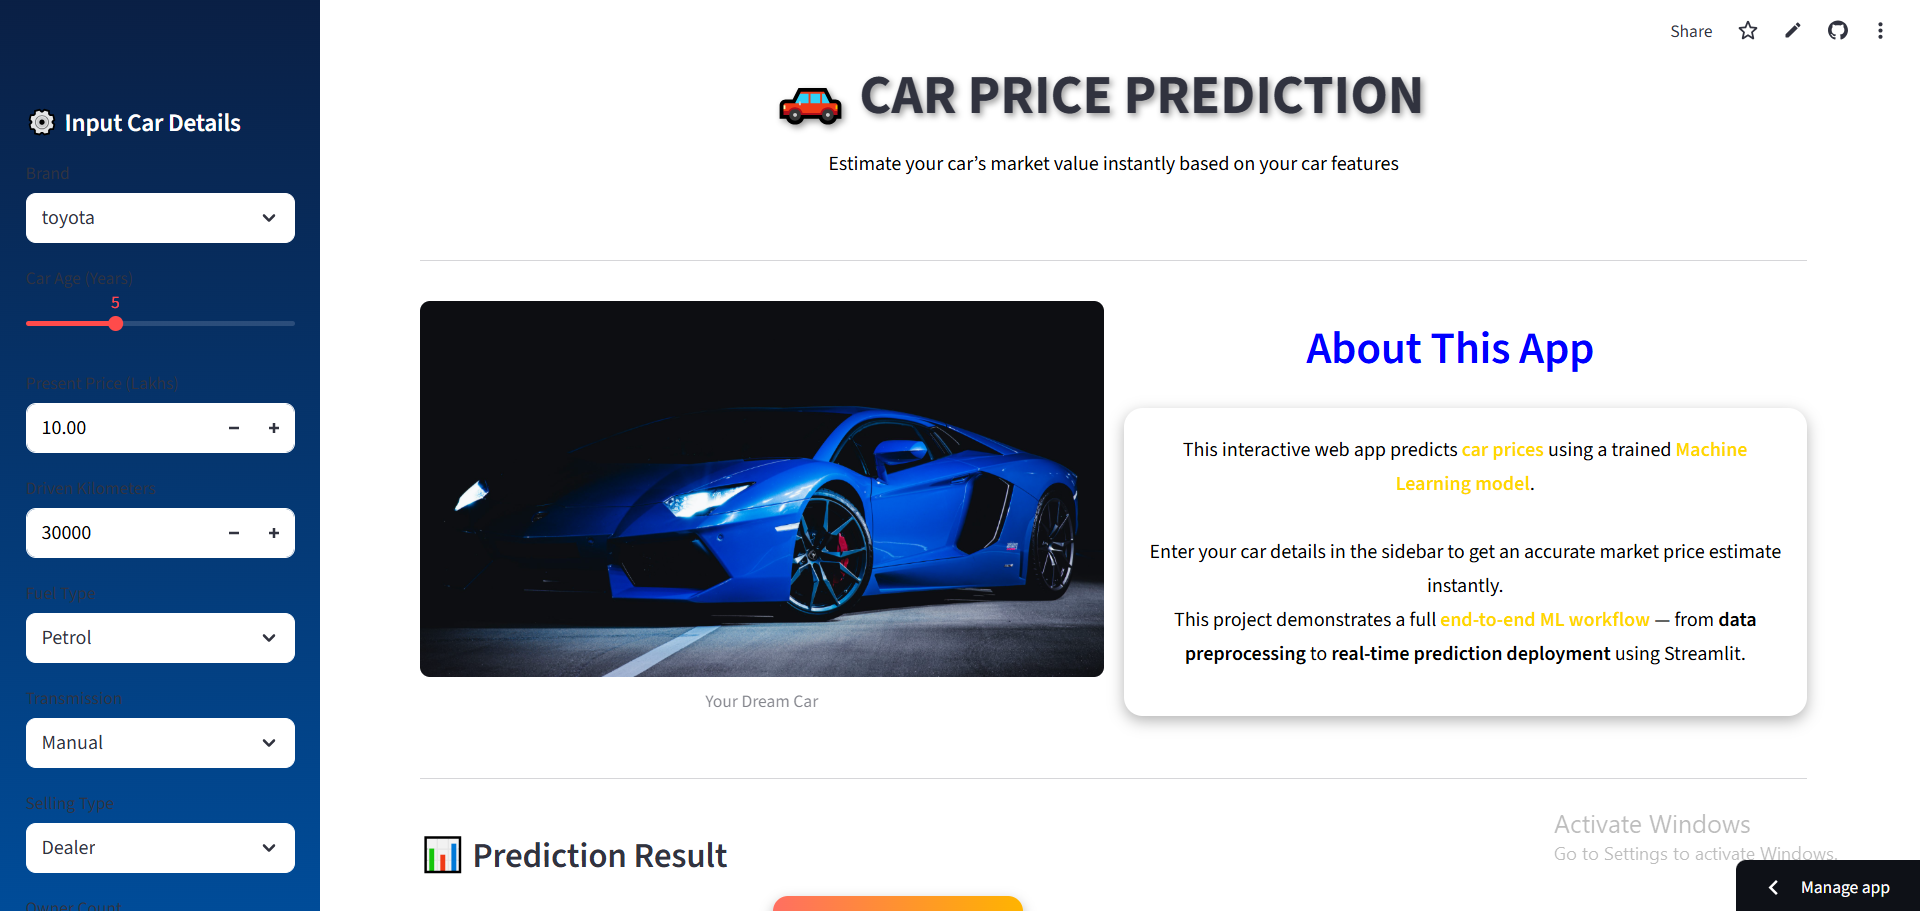 Share
Input Car Details
Brand
toyota
Car Age (Years)
5
Present Price (Lakhs)
10.00
Driven Kilometers
30000
Fuel Type
Petrol
Transmission
Manual
Selling Type
Dealer
Owner Count
CAR PRICE PREDICTION
Estimate your car’s market value instantly based on your car features
Your Dream Car
About This App
This interactive web app predicts car prices using a trained Machine
Learning model.
Enter your car details in the sidebar to get an accurate market price estimate
instantly.
This project demonstrates a full end-to-end ML workflow — from data
preprocessing to real-time prediction deployment using Streamlit.
Prediction Result
Activate Windows
Go to Settings to activate Windows.
Manage app